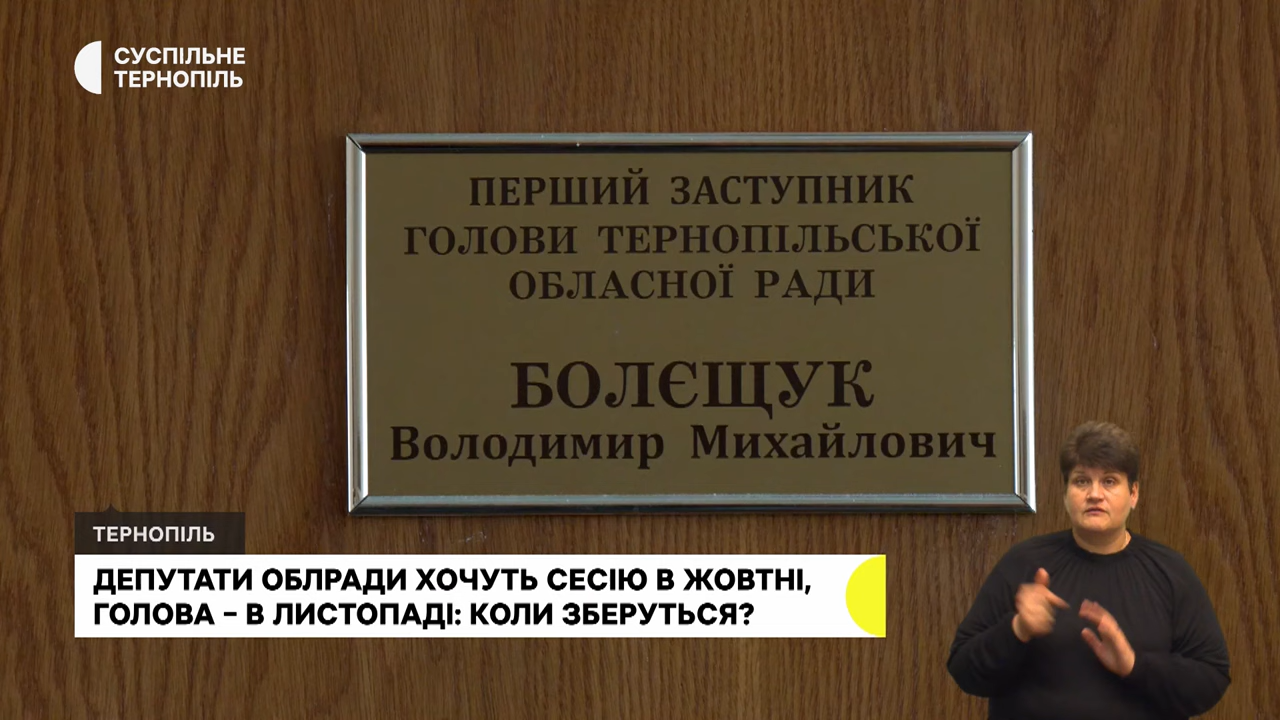 СУСПІЛЬНЕ
ТЕРНОПІЛЬ
ПЕРШИЙ ЗАСТУПНИК
ГОЛОВИ ТЕРНОПІЛЬСЬКОЇ
ОБЛАСНОЇ РАДИ
БОЛЄЩУК
Володимир Михайлович
ТЕРНОПІЛЬ
ДЕПУТАТИ ОБЛРАДИ ХОЧУТЬ СЕСІЮ В ЖОВТНІ,
ГОЛОВА – В ЛИСТОПАДІ: КОЛИ ЗБЕРУТЬСЯ?